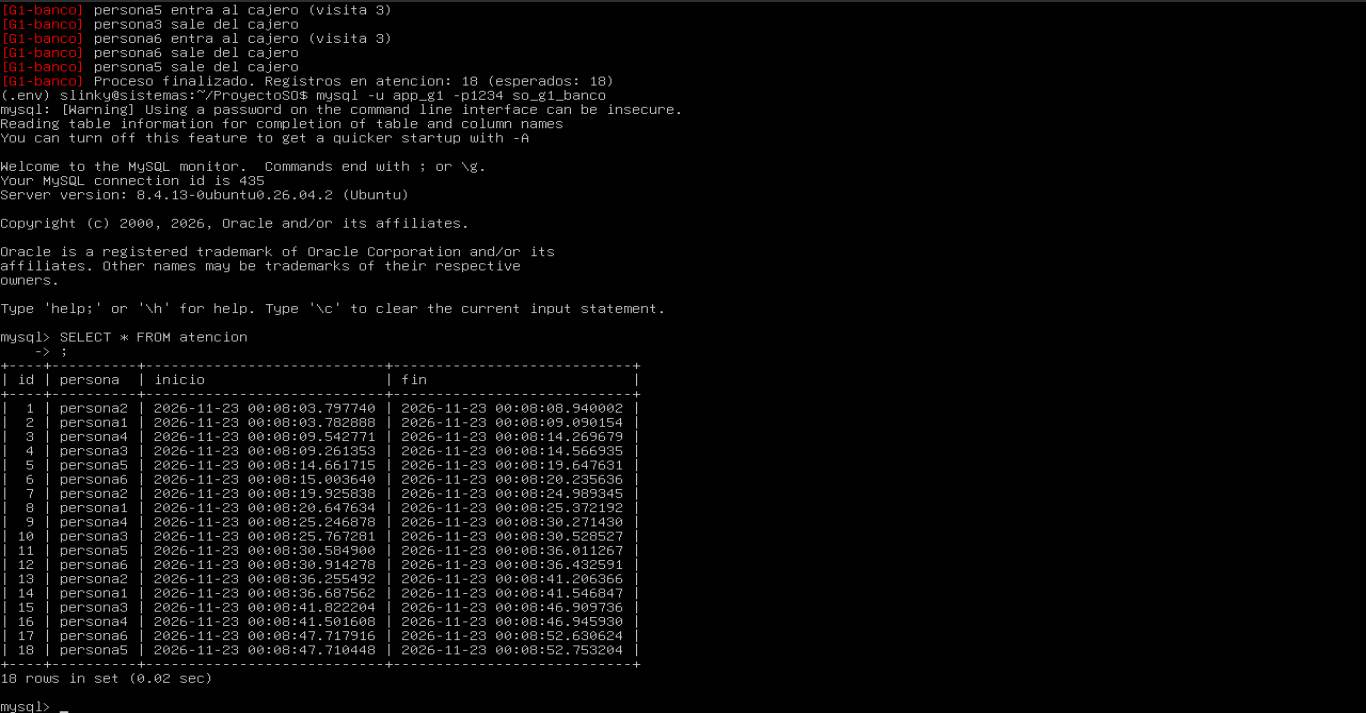 [G1-banco] persona5 entra al cajero (visita 3)
[G1-banco] persona3 sale del cajero
[G1-banco] persona6 entra al cajero (visita 3)
[G1-banco] persona6 sale del cajero
[G1-banco] persona5 sale del cajero
[G1-banco] Proceso finalizado. Registros en atencion: 18 (esperados: 18)
(.env) slinky@sistemas:~/ProyectoSO$ mysql -u app_g1 -p1234 so_g1_banco
mysql: [Warning] Using a password on the command line interface can be insecure.
Reading table information for completion of table and column names
You can turn off this feature to get a quicker startup with -A

Welcome to the MySQL monitor.  Commands end with ; or \g.
Your MySQL connection id is 435
Server version: 8.4.13-0ubuntu0.26.04.2 (Ubuntu)

Copyright (c) 2000, 2026, Oracle and/or its affiliates.

Oracle is a registered trademark of Oracle Corporation and/or its
affiliates. Other names may be trademarks of their respective
owners.

Type 'help;' or '\h' for help. Type '\c' to clear the current input statement.

mysql> SELECT * FROM atencion
    -> ;
+----+----------+----------------------------+----------------------------+
| id | persona  | inicio                     | fin                        |
+----+----------+----------------------------+----------------------------+
|  1 | persona2 | 2026-11-23 00:08:03.797740 | 2026-11-23 00:08:08.940002 |
|  2 | persona1 | 2026-11-23 00:08:03.782888 | 2026-11-23 00:08:09.090154 |
|  3 | persona4 | 2026-11-23 00:08:09.542771 | 2026-11-23 00:08:14.269679 |
|  4 | persona3 | 2026-11-23 00:08:09.261353 | 2026-11-23 00:08:14.566935 |
|  5 | persona5 | 2026-11-23 00:08:14.661715 | 2026-11-23 00:08:19.647631 |
|  6 | persona6 | 2026-11-23 00:08:15.003640 | 2026-11-23 00:08:20.235636 |
|  7 | persona2 | 2026-11-23 00:08:19.925838 | 2026-11-23 00:08:24.989345 |
|  8 | persona1 | 2026-11-23 00:08:20.647634 | 2026-11-23 00:08:25.372192 |
|  9 | persona4 | 2026-11-23 00:08:25.246878 | 2026-11-23 00:08:30.271430 |
| 10 | persona3 | 2026-11-23 00:08:25.767281 | 2026-11-23 00:08:30.528527 |
| 11 | persona5 | 2026-11-23 00:08:30.584900 | 2026-11-23 00:08:36.011267 |
| 12 | persona6 | 2026-11-23 00:08:30.914278 | 2026-11-23 00:08:36.432591 |
| 13 | persona2 | 2026-11-23 00:08:36.255492 | 2026-11-23 00:08:41.206366 |
| 14 | persona1 | 2026-11-23 00:08:36.687562 | 2026-11-23 00:08:41.546847 |
| 15 | persona3 | 2026-11-23 00:08:41.822204 | 2026-11-23 00:08:46.909736 |
| 16 | persona4 | 2026-11-23 00:08:41.501608 | 2026-11-23 00:08:46.945930 |
| 17 | persona6 | 2026-11-23 00:08:47.717916 | 2026-11-23 00:08:52.630624 |
| 18 | persona5 | 2026-11-23 00:08:47.710448 | 2026-11-23 00:08:52.753204 |
+----+----------+----------------------------+----------------------------+
18 rows in set (0.02 sec)

mysql> _